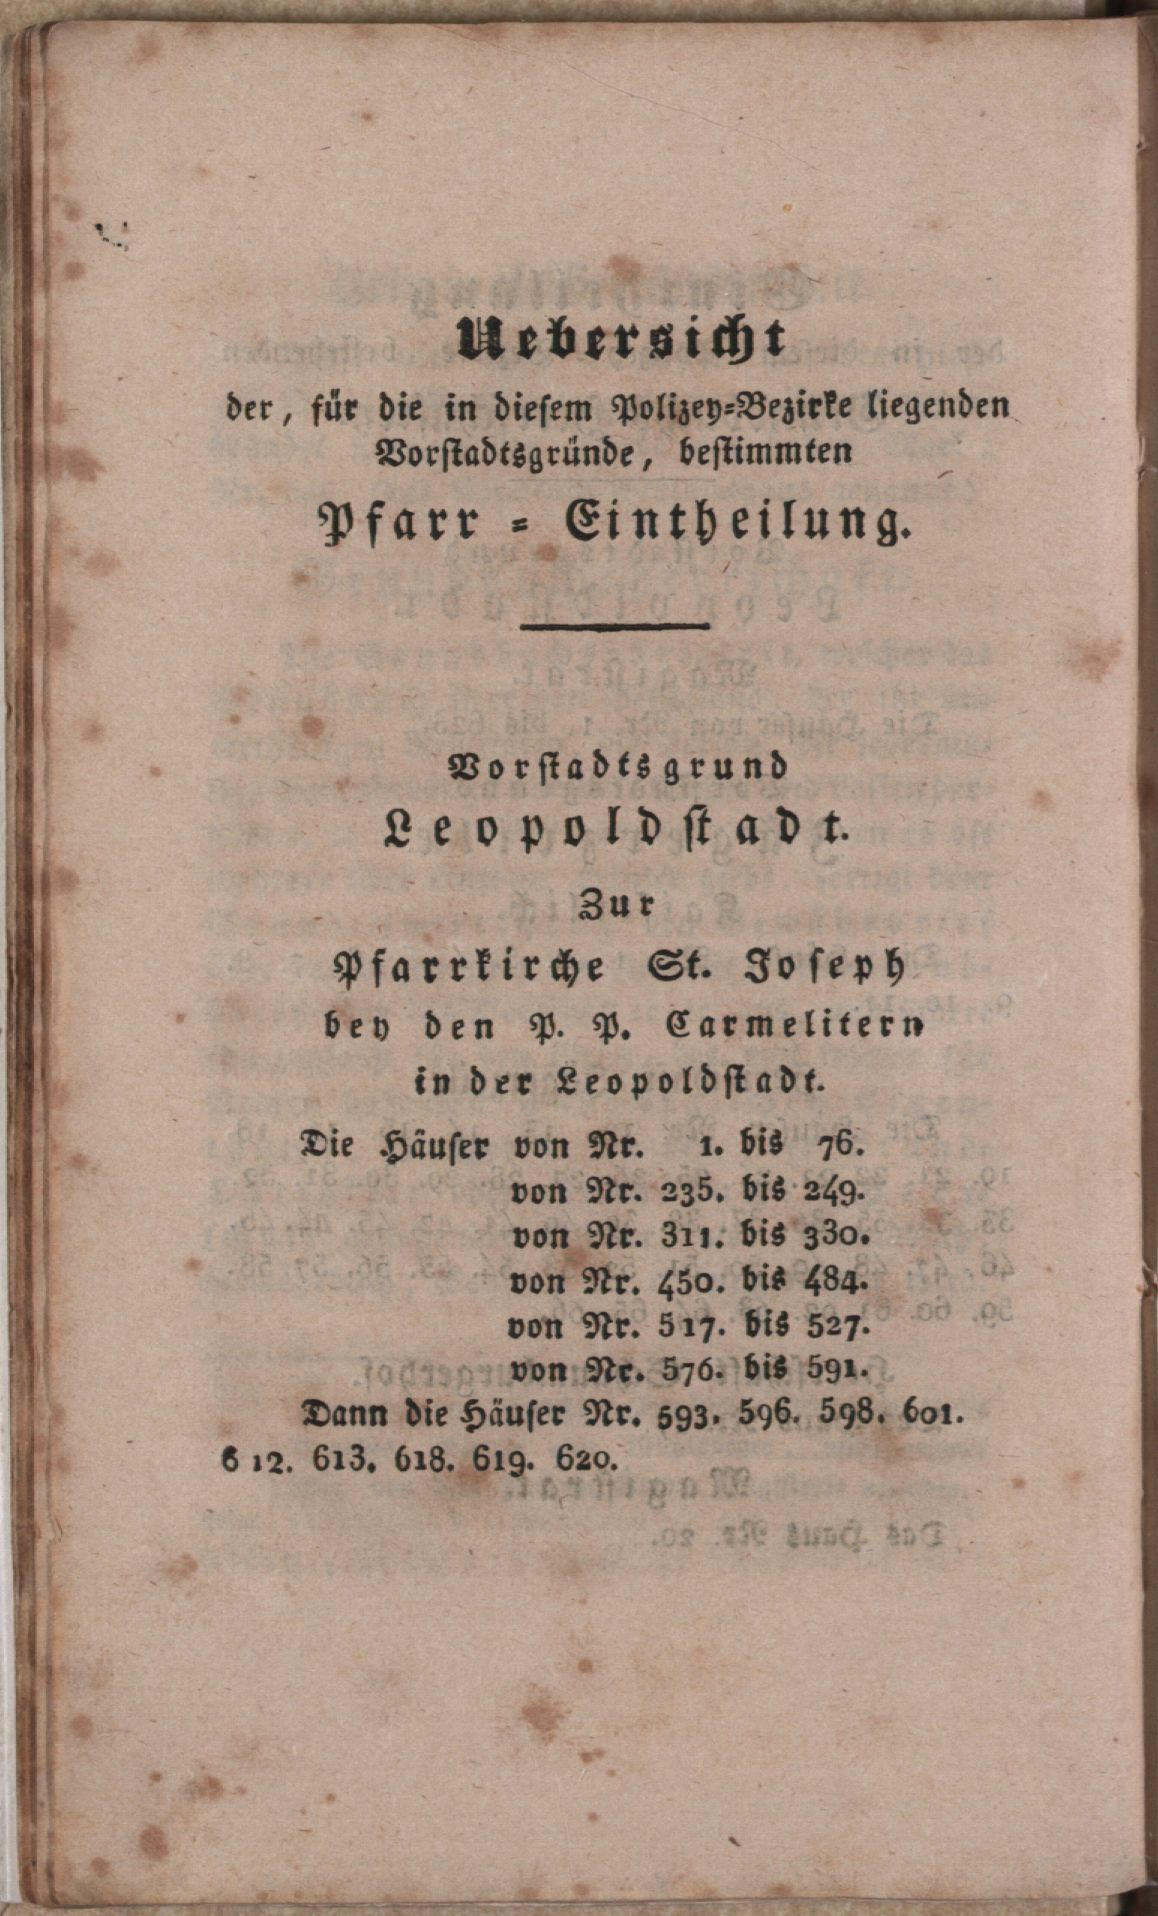 Uebersicht
der, für die in diesem Polizey-Bezirke liegenden
Vorstadtsgründe, bestimmten
Pfarr-Eintheilung.
Vorstadtsgrund
Leopoldstadt.
Zur
Pfarrkirche St. Joseph
bey den P. P. Carmelitern
in der Leopoldstadt.
Die Häuser von Nr. 1. bis 76.
von Nr. 235. bis 249.
von Nr. 311. bis 330.
von Nr. 450. bis 484.
von Nr. 517. bis 527.
von Nr. 576. bis 591.
Dann die Häuser Nr. 593. 596. 598. 601.
612. 613. 618. 619. 620.